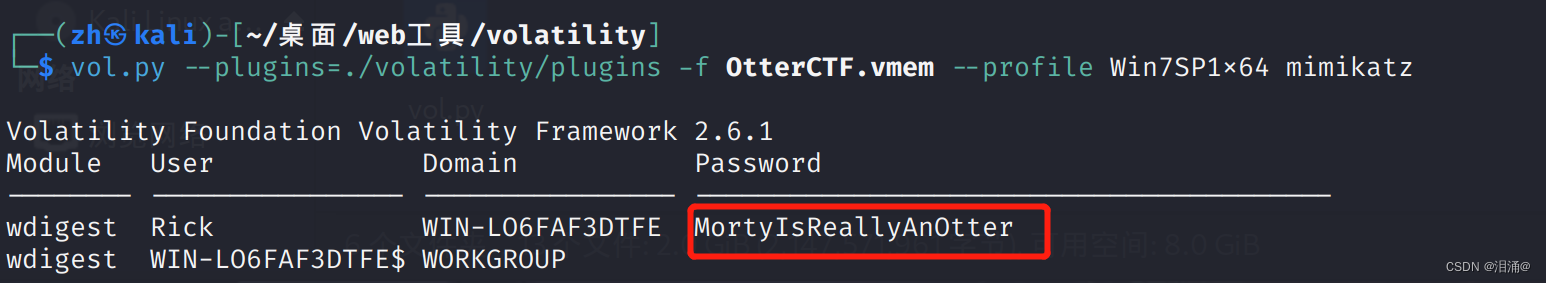 (zh㉿kali)-[~/桌面/web工具/volatility]
$ vol.py --plugins=./volatility/plugins -f OtterCTF.vmem --profile Win7SP1×64 mimikatz
Volatility Foundation Volatility Framework 2.6.1
Module User Domain Password
wdigest Rick WIN-LO6FAF3DTFE MortyIsReallyAnOtter
wdigest WIN-LO6FAF3DTFE$ WORKGROUP
CSDN @泪涌@